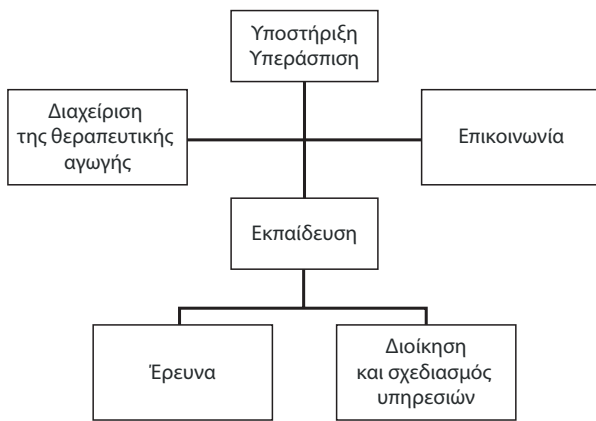 Υποστήριξη
Υπεράσπιση
Διαχείριση
της θεραπευτικής
αγωγής
Επικοινωνία
Εκπαίδευση
Έρευνα
Διοίκηση
και σχεδιασμός
υπηρεσιών